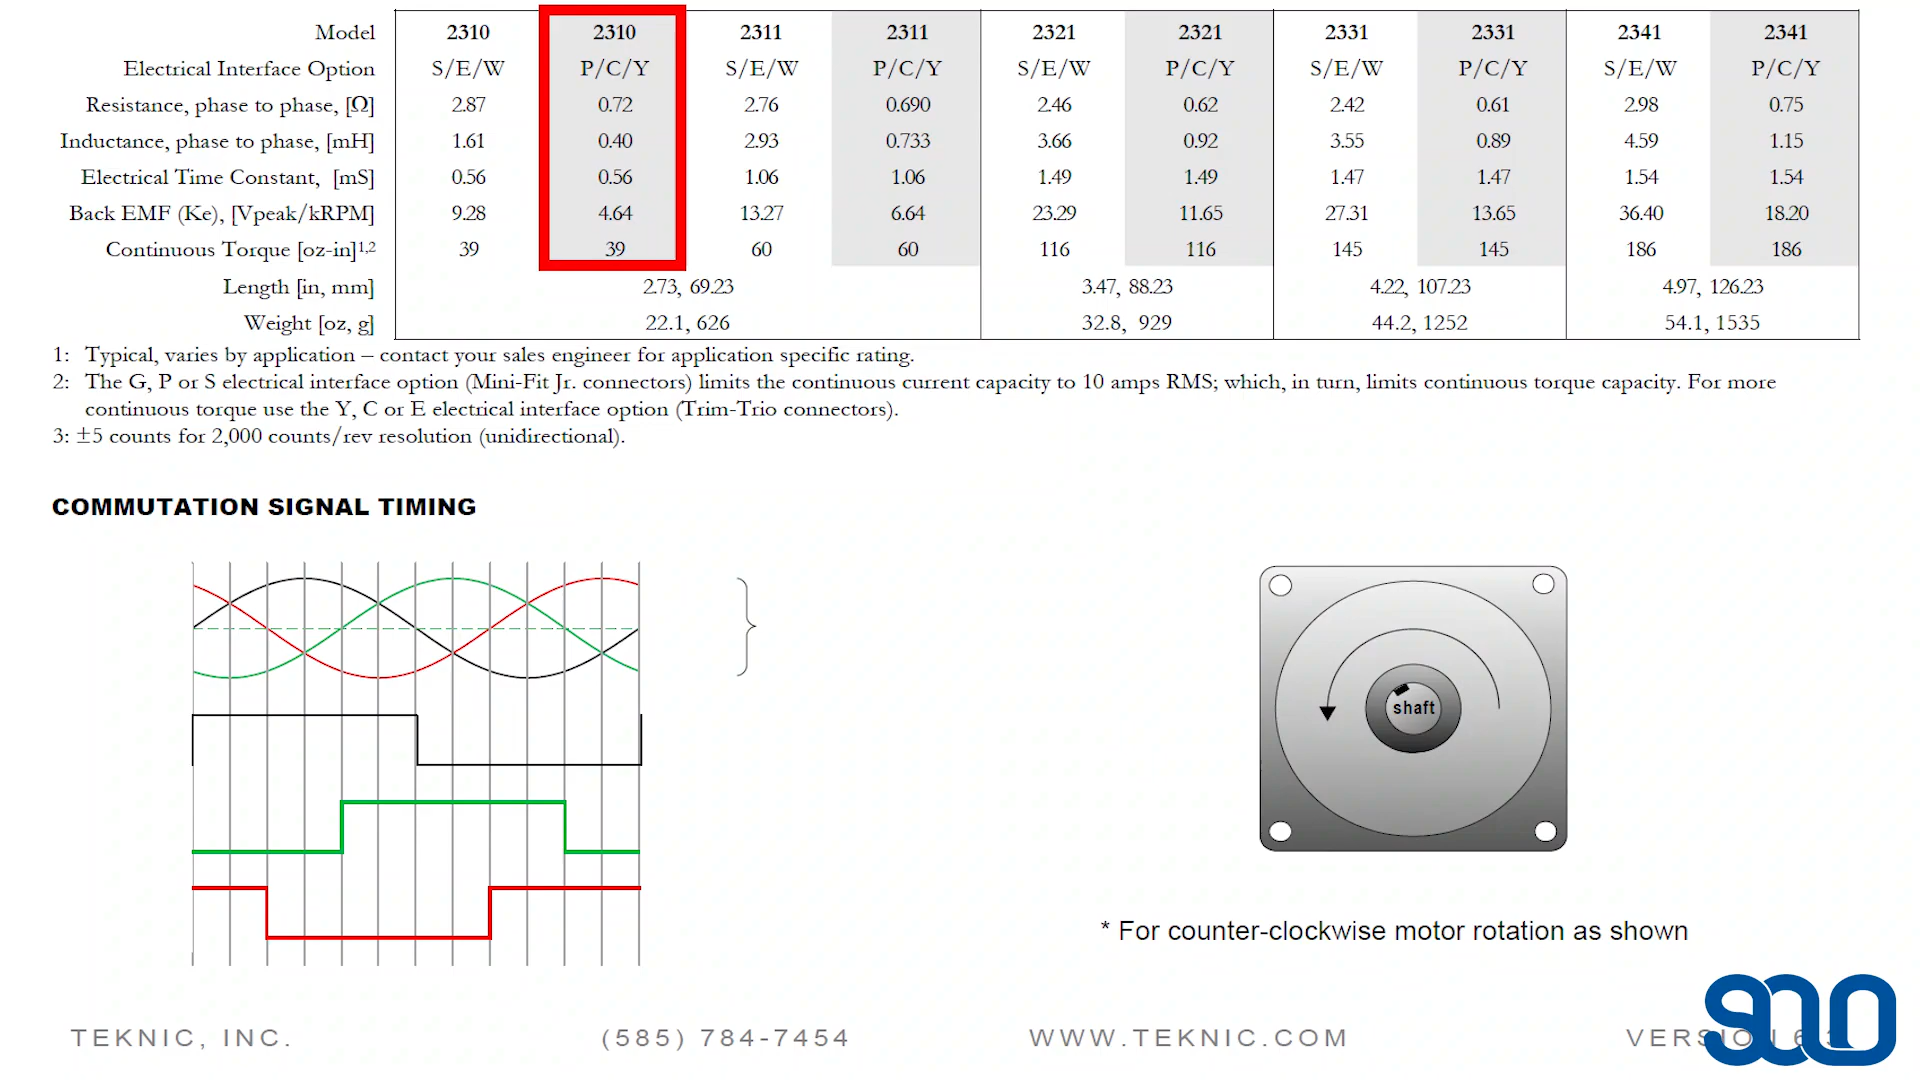 Model 2310 2310 2311 2311 2321 2321 2331 2331 2341 2341
Electrical Interface Option S/E/W P/C/Y S/E/W P/C/Y S/E/W P/C/Y S/E/W P/C/Y S/E/W P/C/Y
Resistance, phase to phase, [Ω] 2.87 0.72 2.76 0.690 2.46 0.62 2.42 0.61 2.98 0.75
Inductance, phase to phase, [mH] 1.61 0.40 2.93 0.733 3.66 0.92 3.55 0.89 4.59 1.15
Electrical Time Constant, [mS] 0.56 0.56 1.06 1.06 1.49 1.49 1.47 1.47 1.54 1.54
Back EMF (Ke), [Vpeak/kRPM] 9.28 4.64 13.27 6.64 23.29 11.65 27.31 13.65 36.40 18.20
Continuous Torque [oz-in]1,2 39 39 60 60 116 116 145 145 186 186
Length [in, mm] 2.73, 69.23 3.47, 88.23 4.22, 107.23 4.97, 126.23
Weight [oz, g] 22.1, 626 32.8, 929 44.2, 1252 54.1, 1535
1: Typical, varies by application – contact your sales engineer for application specific rating.
2: The G, P or S electrical interface option (Mini-Fit Jr. connectors) limits the continuous current capacity to 10 amps RMS; which, in turn, limits continuous torque capacity. For more
continuous torque use the Y, C or E electrical interface option (Trim-Trio connectors).
3: ±5 counts for 2,000 counts/rev resolution (unidirectional).
COMMUTATION SIGNAL TIMING
shaft
* For counter-clockwise motor rotation as shown
TEKNIC, INC. (585) 784-7454 WWW.TEKNIC.COM